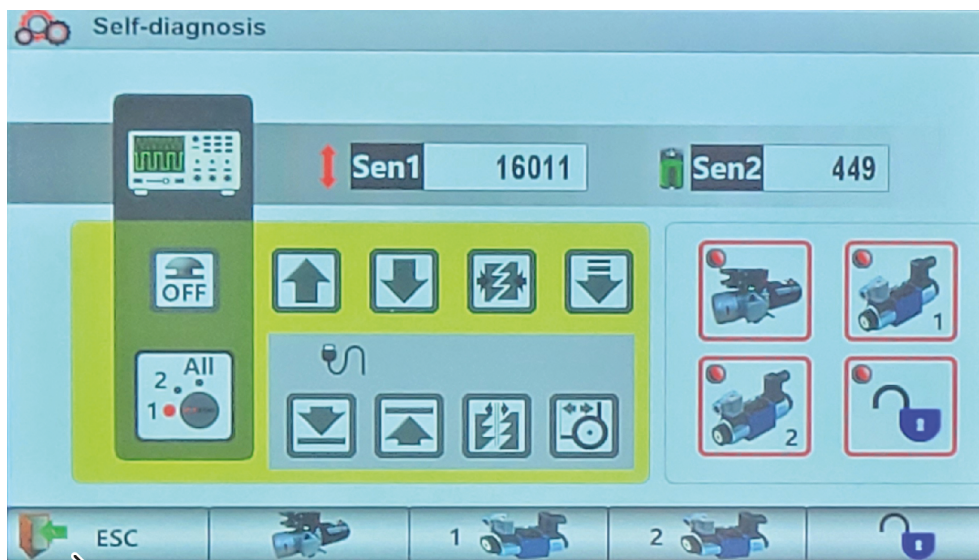 Self-diagnosis
Sen1 16011 Sen2 449
OFF
1
2 All
1
2
ESC 1 2